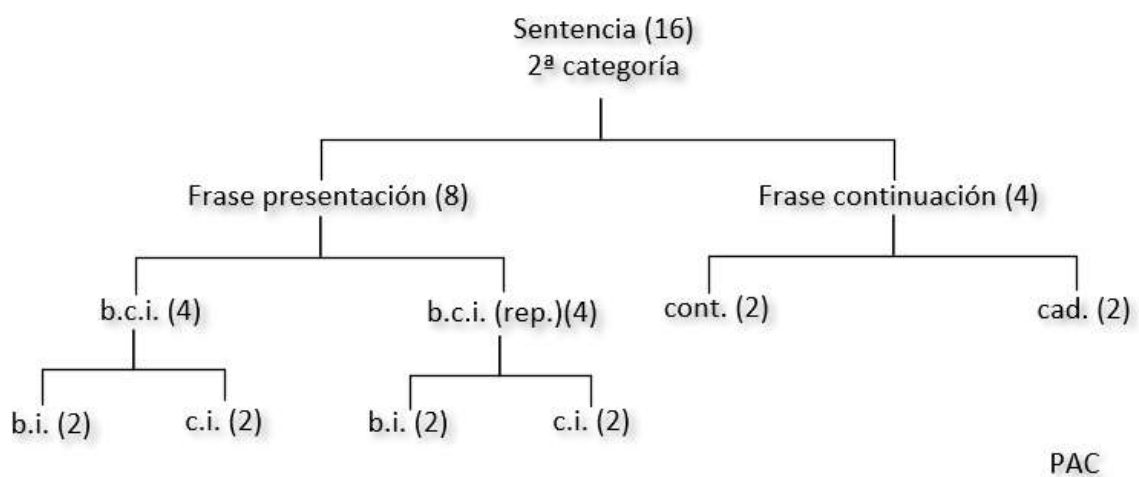 Sentencia (16)
2ª categoría
Frase presentación (8)
Frase continuación (4)
b.c.i. (4)
b.c.i. (rep.)(4)
cont. (2)
cad. (2)
b.i. (2)
c.i. (2)
b.i. (2)
c.i. (2)
PAC